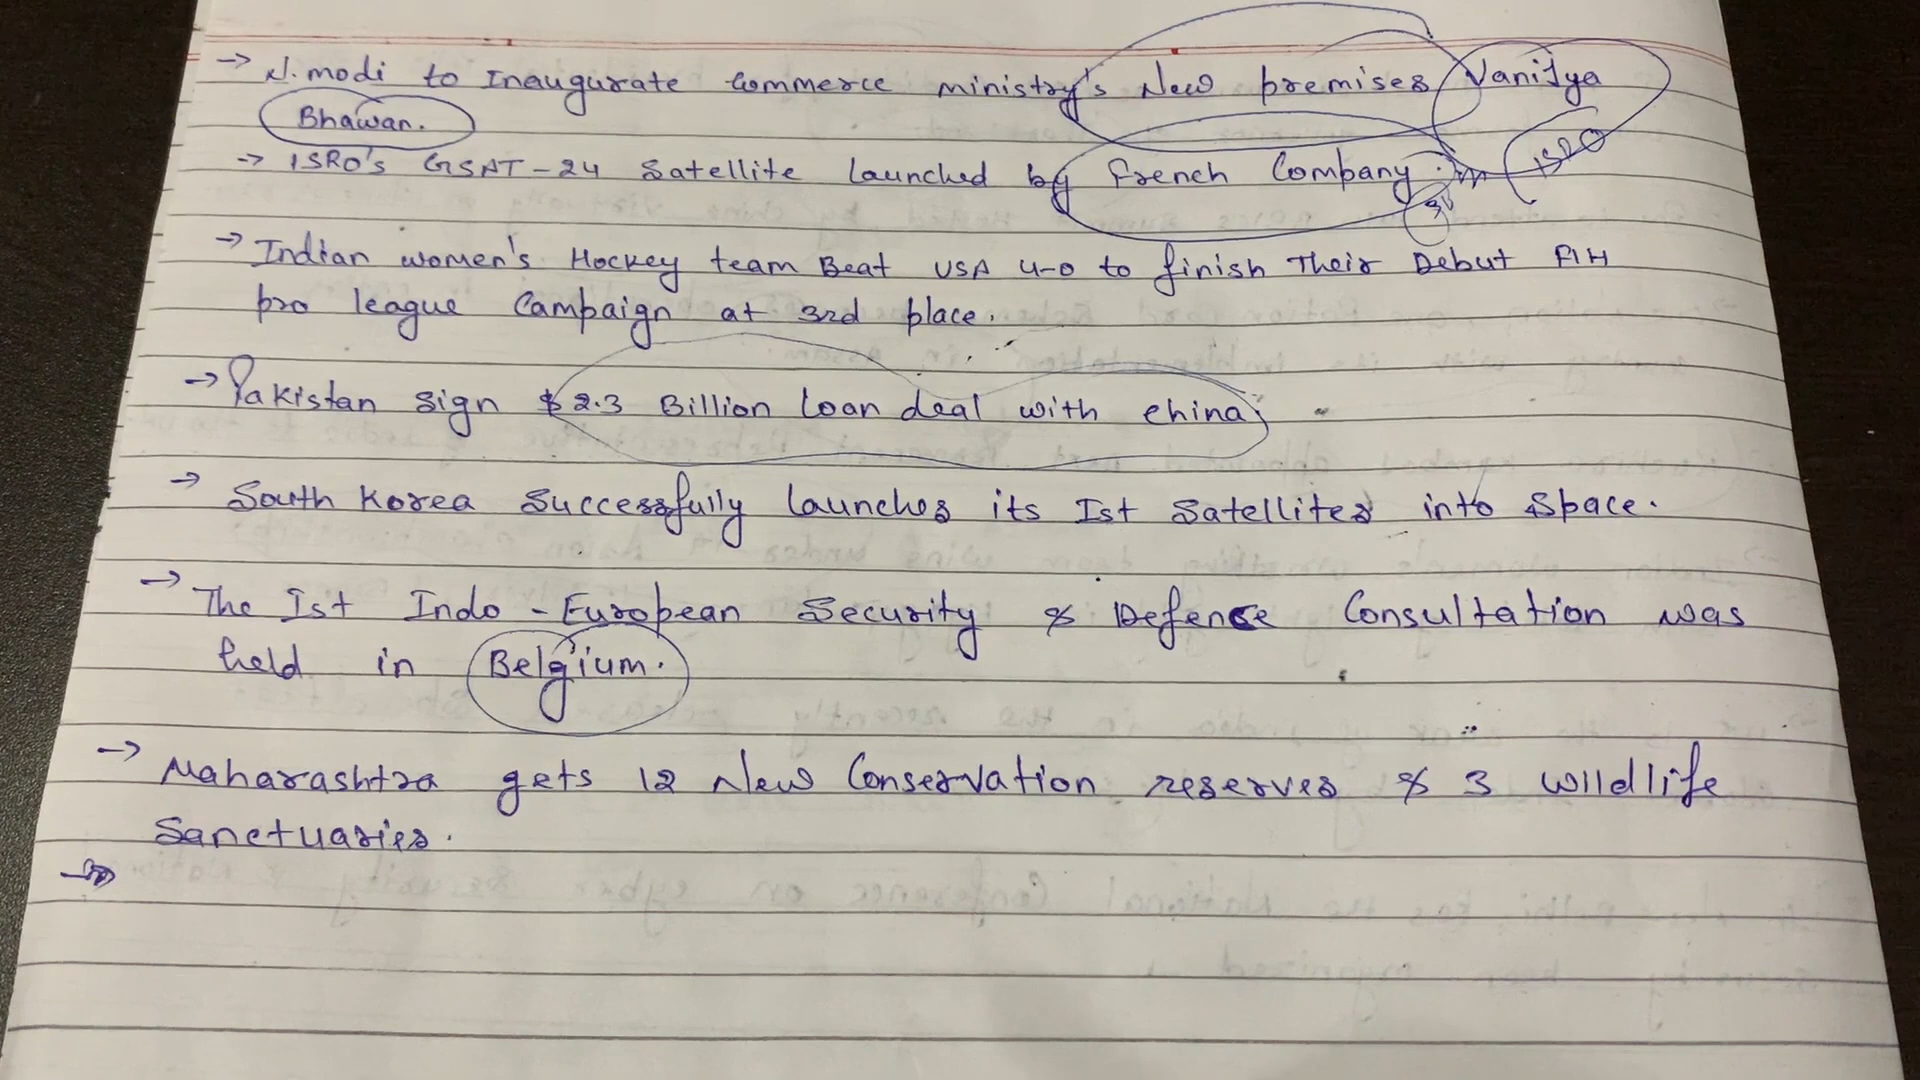 → N. modi to Inaugurate Commerce ministry's New premises Vanijya
Bhawan.
→ ISRO's GSAT-24 Satellite launched by French Company. ISRO
→ Indian women's Hockey team Beat USA 4-0 to finish Their Debut FIH
pro league Campaign at 3rd place.
→ Pakistan sign $2.3 Billion loan deal with china;
→ South Korea Successfully launches its Ist Satellites into Space.
→ The Ist Indo-European Security & Defence Consultation was
held in Belgium.
→ Maharashtra gets 12 New Conservation reserves & 3 wildlife
Sanctuaries.
→